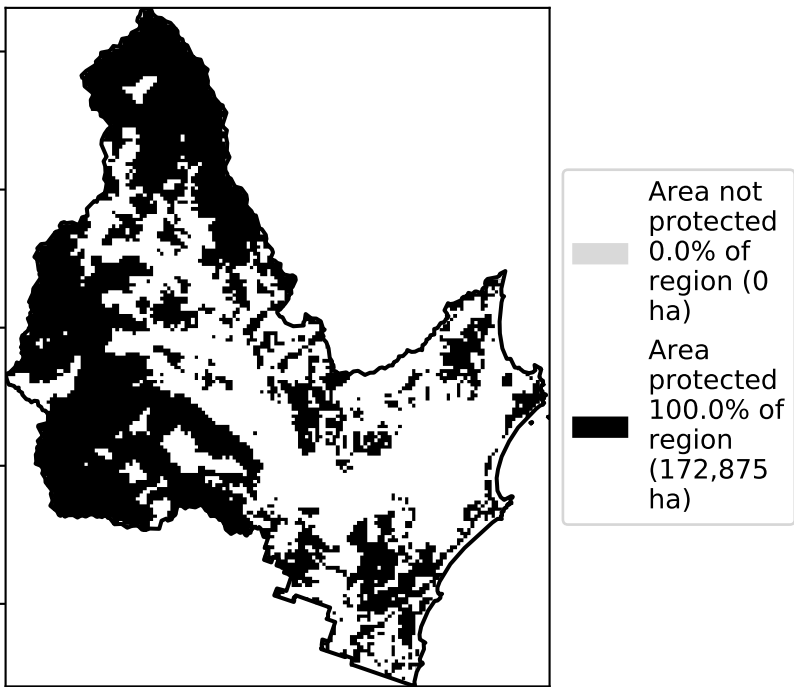 Area not
protected
0.0% of
region (0
ha)
Area
protected
100.0% of
region
(172,875
ha)